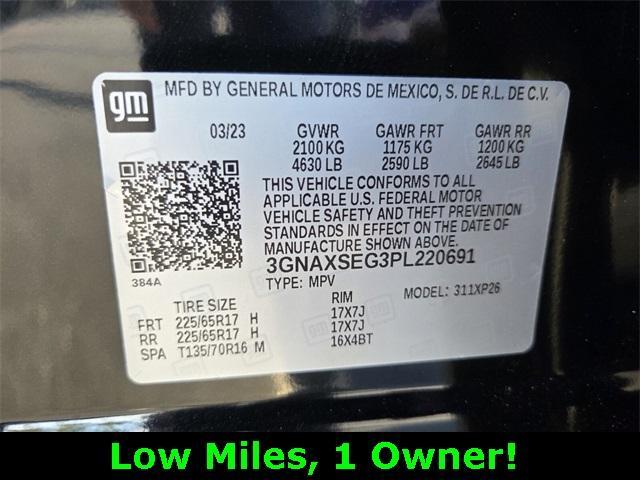 gm
MFD BY GENERAL MOTORS DE MEXICO, S. DE R.L. DE C.V.
03/23 GVWR GAWR FRT GAWR RR
2100 KG 1175 KG 1200 KG
4630 LB 2590 LB 2645 LB
THIS VEHICLE CONFORMS TO ALL
APPLICABLE U.S. FEDERAL MOTOR
VEHICLE SAFETY AND THEFT PREVENTION
STANDARDS IN EFFECT ON THE DATE OF
MANUFACTURE SHOWN ABOVE.
3GNAXSEG3PL220691
384A
TYPE: MPV MODEL: 311XP26
TIRE SIZE RIM
FRT 225/65R17 H 17X7J
RR 225/65R17 H 17X7J
SPA T135/70R16 M 16X4BT
Low Miles, 1 Owner!